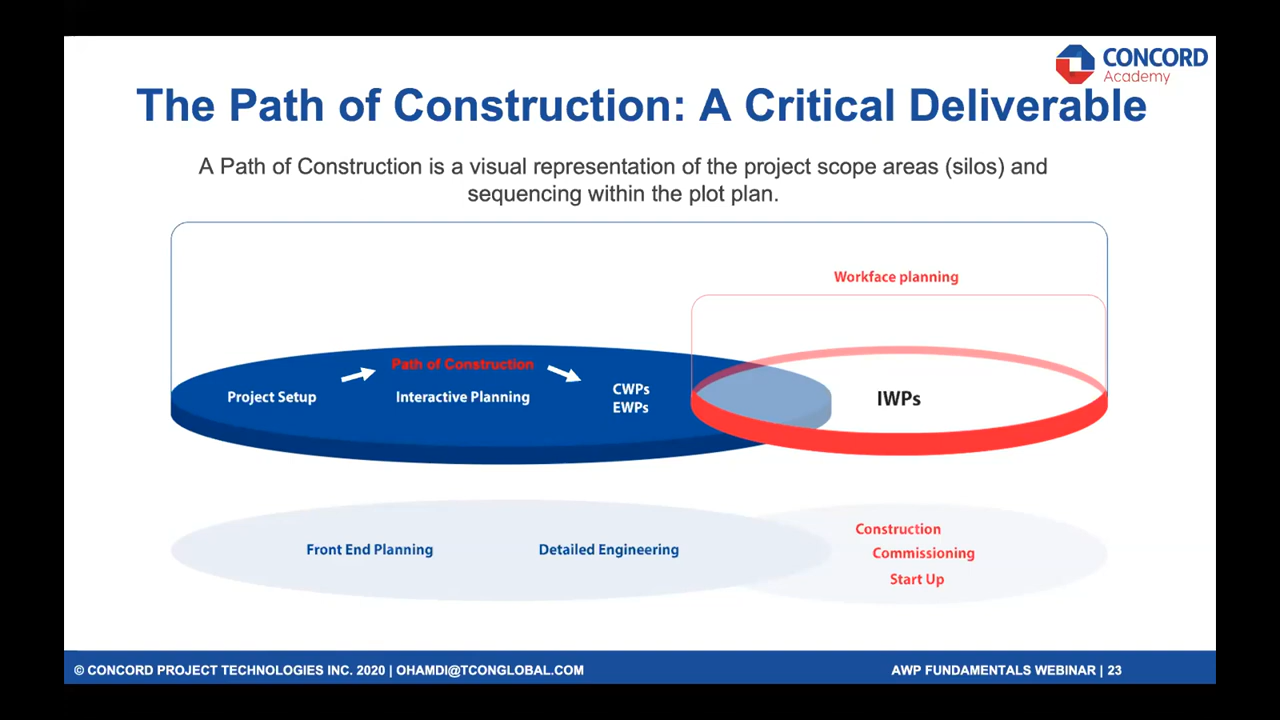 CONCORD
Academy
The Path of Construction: A Critical Deliverable
A Path of Construction is a visual representation of the project scope areas (silos) and
sequencing within the plot plan.
Workface planning
Path of Construction
Project Setup
Interactive Planning
CWPs
EWPs
IWPs
Front End Planning
Detailed Engineering
Construction
Commissioning
Start Up
© CONCORD PROJECT TECHNOLOGIES INC. 2020 | OHAMDI@TCONGLOBAL.COM
AWP FUNDAMENTALS WEBINAR | 23